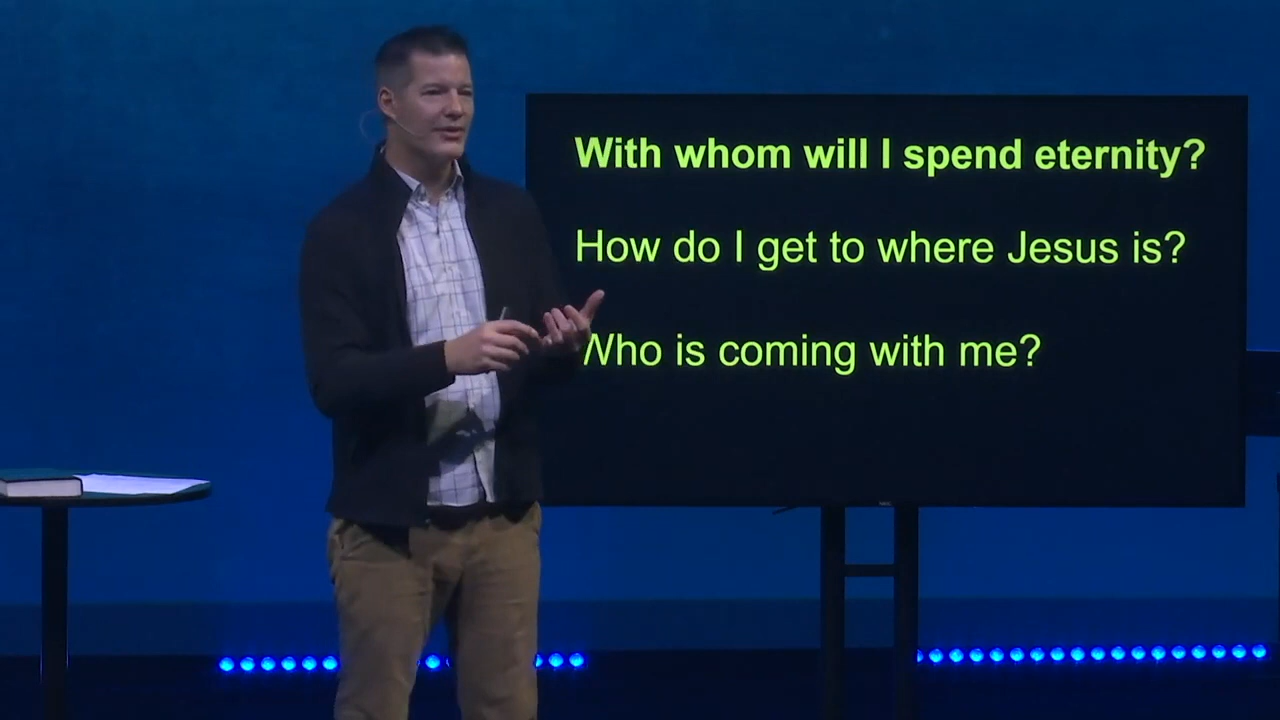 With whom will I spend eternity?
How do I get to where Jesus is?
Who is coming with me?